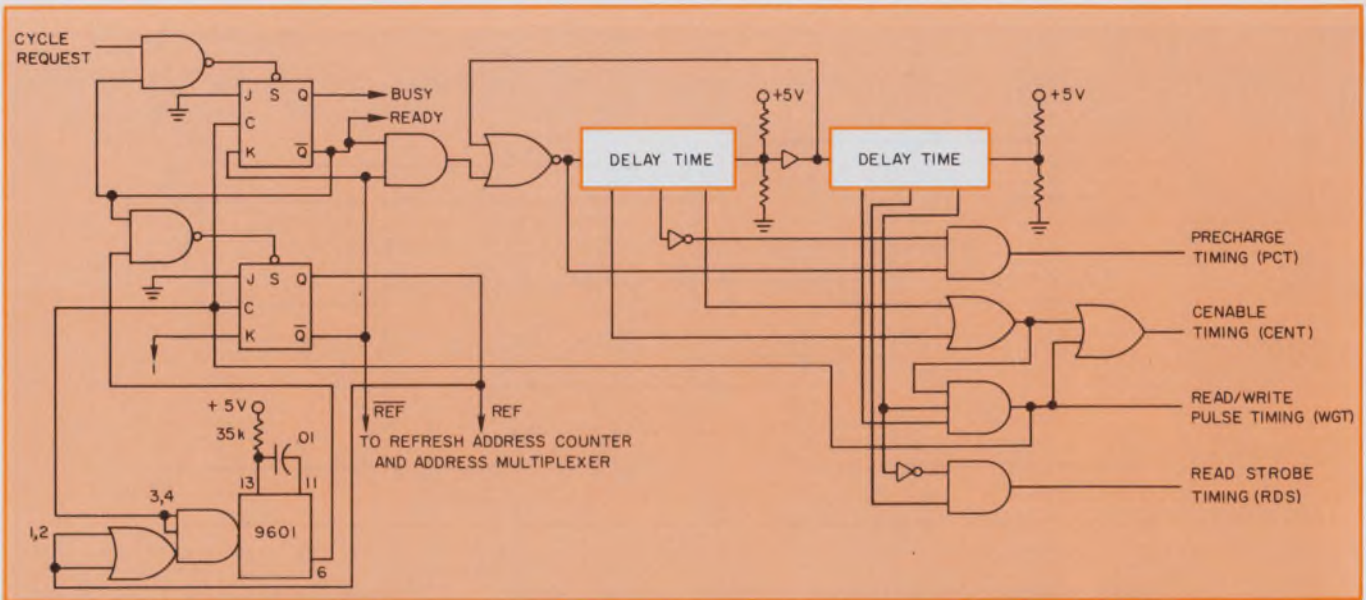 CYCLE
REQUEST
J S Q
C
K Q̅
BUSY
READY
+5V
+5V
DELAY TIME
DELAY TIME
J S Q
C
K Q̅
1
PRECHARGE
TIMING (PCT)
CENABLE
TIMING (CENT)
READ/WRITE
PULSE TIMING (WGT)
READ STROBE
TIMING (RDS)
+ 5V
35k
.01
R̅E̅F̅
REF
TO REFRESH ADDRESS COUNTER
AND ADDRESS MULTIPLEXER
13
11
3,4
1,2
9601
6